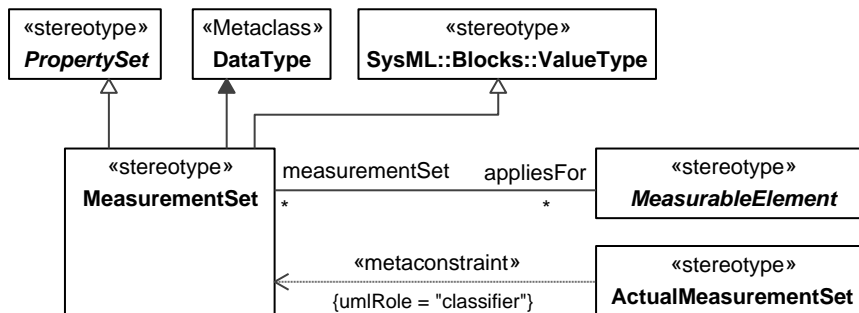 «stereotype»
PropertySet
«Metaclass»
DataType
«stereotype»
SysML::Blocks::ValueType
«stereotype»
MeasurementSet
measurementSet
appliesFor
*
*
«stereotype»
MeasurableElement
«metaconstraint»
{umlRole = "classifier"}
«stereotype»
ActualMeasurementSet